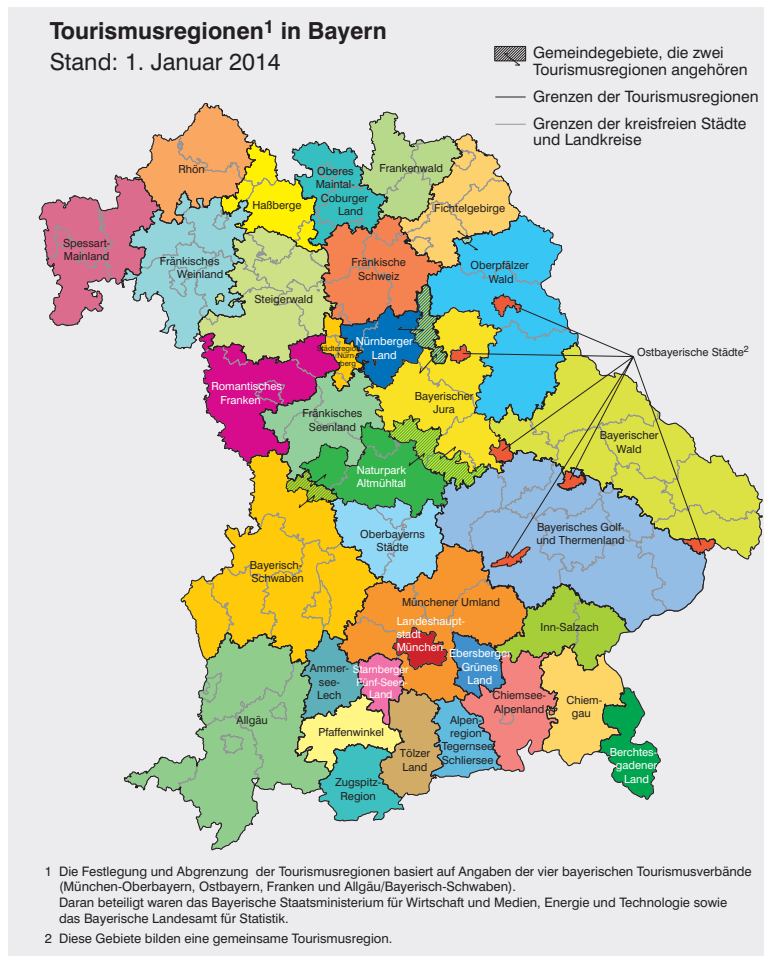 Tourismusregionen¹ in Bayern
Stand: 1. Januar 2014
Gemeindegebiete, die zwei
Tourismusregionen angehören
Grenzen der Tourismusregionen
Grenzen der kreisfreien Städte
und Landkreise
Rhön
Haßberge
Oberes
Maintal-
Coburger
Land
Frankenwald
Fichtelgebirge
Spessart-
Mainland
Fränkisches
Weinland
Steigerwald
Fränkische
Schweiz
Oberpfälzer
Wald
Städteregion
Nürn-
berg
Nürnberger
Land
Ostbayerische Städte²
Romantisches
Franken
Fränkisches
Seenland
Bayerischer
Jura
Bayerischer
Wald
Naturpark
Altmühltal
Oberbayerns
Städte
Bayerisches Golf-
und Thermenland
Bayerisch-
Schwaben
Münchener Umland
Landeshaupt-
stadt
München
Inn-Salzach
Ebersberger
Grünes
Land
Ammer-
see-
Lech
Starnberger
Fünf-Seen-
Land
Chiemsee-
Alpenland
Chiem-
gau
Allgäu
Pfaffenwinkel
Tölzer
Land
Alpen-
region
Tegernsee
Schliersee
Berchtes-
gadener
Land
Zugspitz-
Region
1 Die Festlegung und Abgrenzung der Tourismusregionen basiert auf Angaben der vier bayerischen Tourismusverbände
(München-Oberbayern, Ostbayern, Franken und Allgäu/Bayerisch-Schwaben).
Daran beteiligt waren das Bayerische Staatsministerium für Wirtschaft und Medien, Energie und Technologie sowie
das Bayerische Landesamt für Statistik.
2 Diese Gebiete bilden eine gemeinsame Tourismusregion.